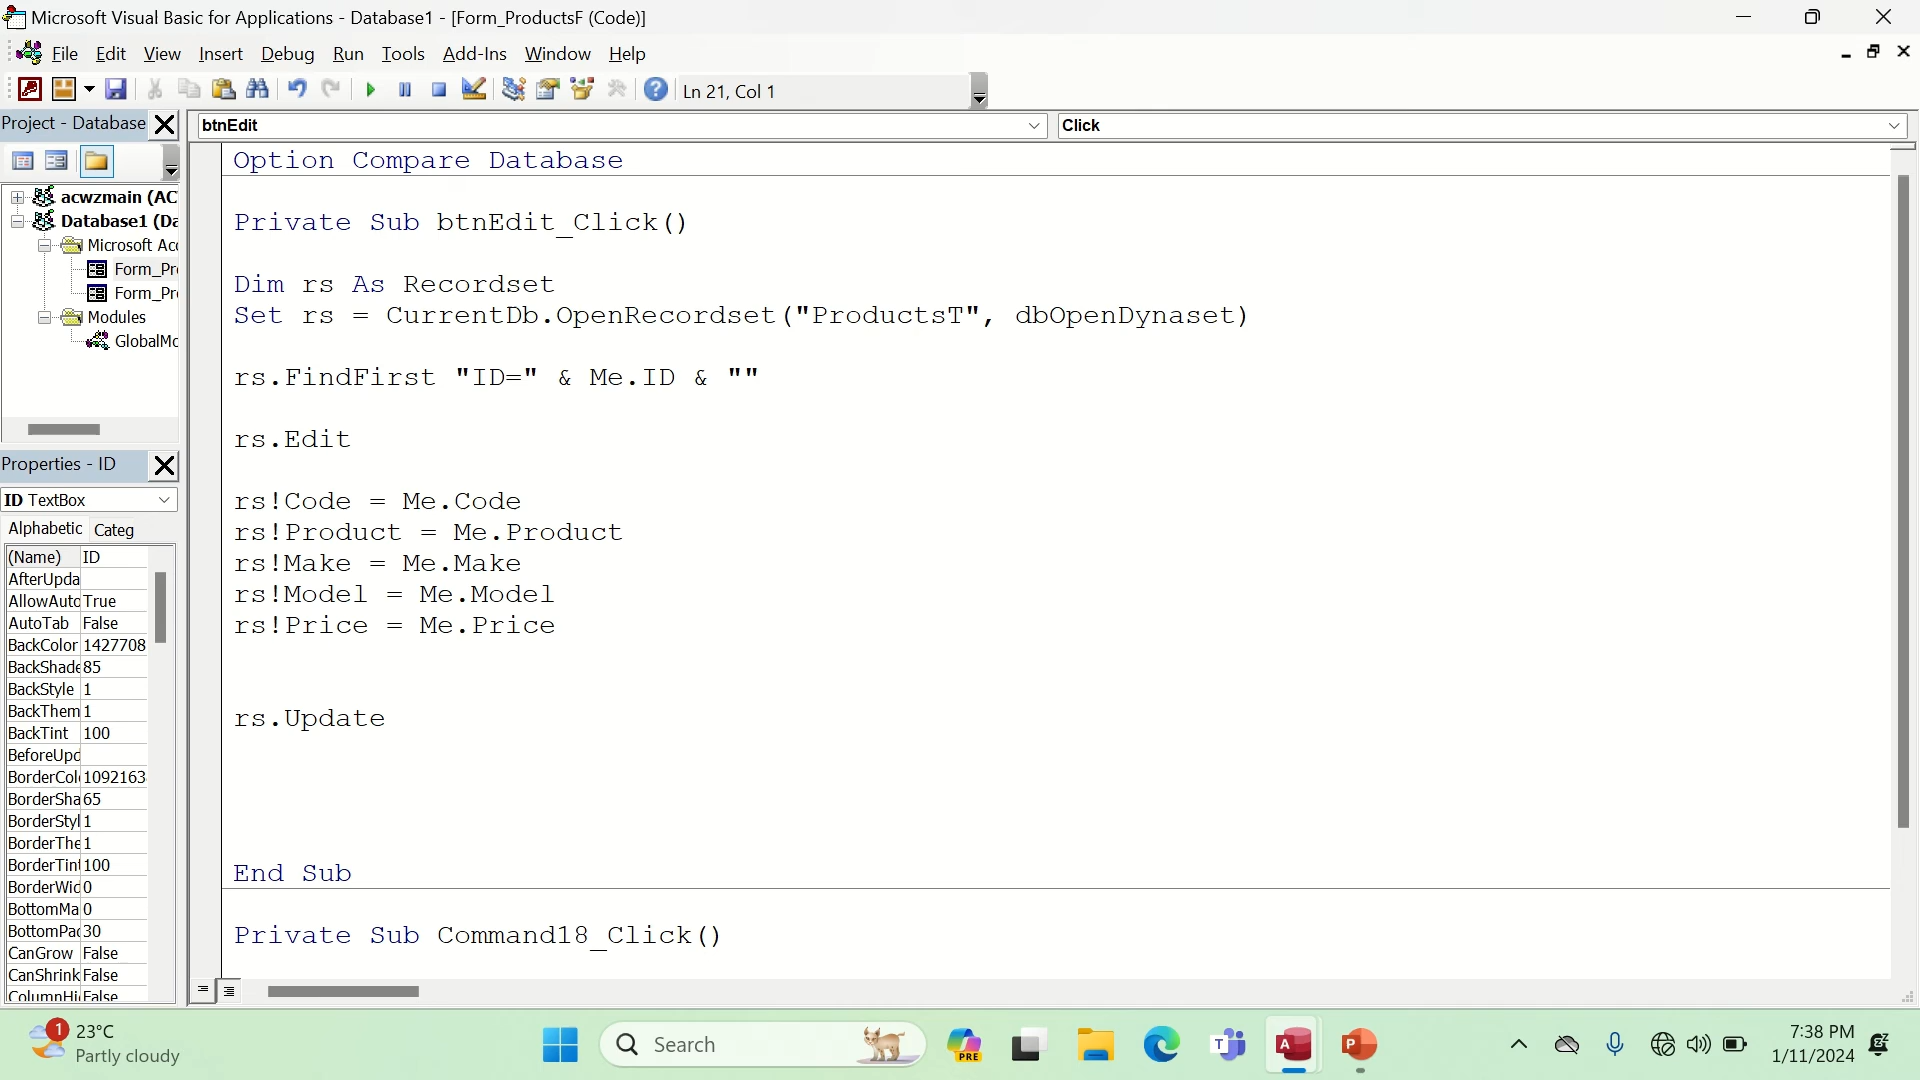 Microsoft Visual Basic for Applications - Database1 - [Form_ProductsF (Code)]
File Edit View Insert Debug Run Tools Add-Ins Window Help
Ln 21, Col 1
Project - Database
btnEdit
Click
acwzmain (AC
Database1 (Da
Microsoft Acc
Form_Pro
Form_Pro
Modules
GlobalMo
Properties - ID
ID TextBox
Alphabetic Categ
(Name) ID
AfterUpda
AllowAuto True
AutoTab False
BackColor 1427708
BackShade 85
BackStyle 1
BackThem 1
BackTint 100
BeforeUpd
BorderColo 1092163
BorderSha 65
BorderStyl 1
BorderThe 1
BorderTint 100
BorderWid 0
BottomMa 0
BottomPad 30
CanGrow False
CanShrink False
ColumnHi False
Option Compare Database
Private Sub btnEdit_Click()
Dim rs As Recordset
Set rs = CurrentDb.OpenRecordset("ProductsT", dbOpenDynaset)
rs.FindFirst "ID=" & Me.ID & ""
rs.Edit
rs!Code = Me.Code
rs!Product = Me.Product
rs!Make = Me.Make
rs!Model = Me.Model
rs!Price = Me.Price
rs.Update
End Sub
Private Sub Command18_Click()
1
23°C
Partly cloudy
Search
PRE
7:38 PM
1/11/2024